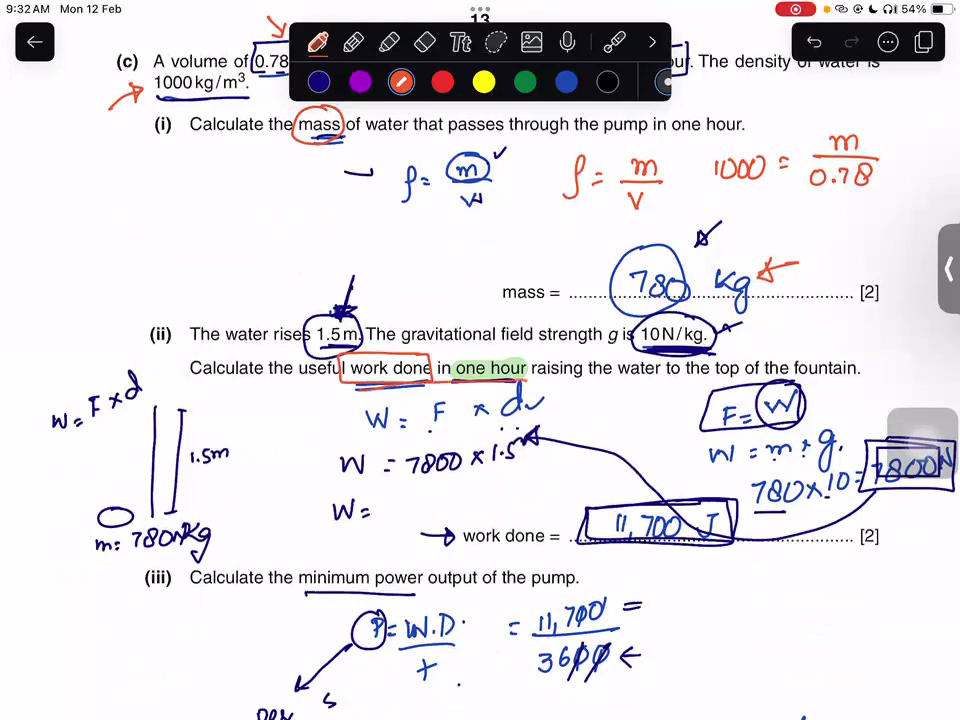 9:32 AM Mon 12 Feb
54%
13
Tt
(c) A volume of 0.78
our. The density of water is
1000 kg/m³.
(i) Calculate the mass of water that passes through the pump in one hour.
ρ = m/v
ρ = m/v
1000 = m/0.78
mass = 780 kg [2]
(ii) The water rises 1.5 m. The gravitational field strength g is 10 N/kg.
Calculate the useful work done in one hour raising the water to the top of the fountain.
W = F × d
W = F × d
F = W
1.5m
W = 7800 × 1.5
W = m × g
780 × 10 = 7800N
W =
m = 780 Kg
work done = 11,700 J [2]
(iii) Calculate the minimum power output of the pump.
P = W.D./t = 11,700/3600 =
s